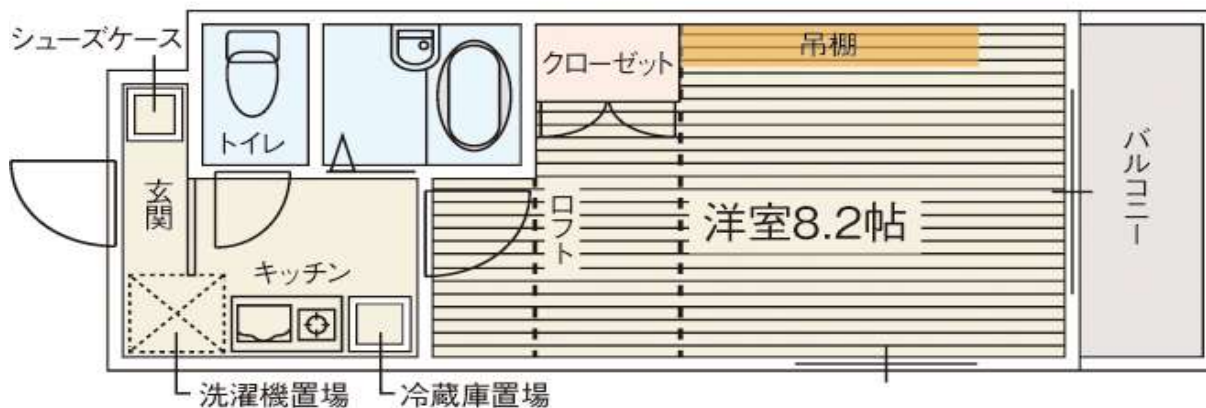 シューズケース
トイレ
クローゼット
吊棚
バルコニー
玄関
ロフト
洋室8.2帖
キッチン
洗濯機置場
冷蔵庫置場